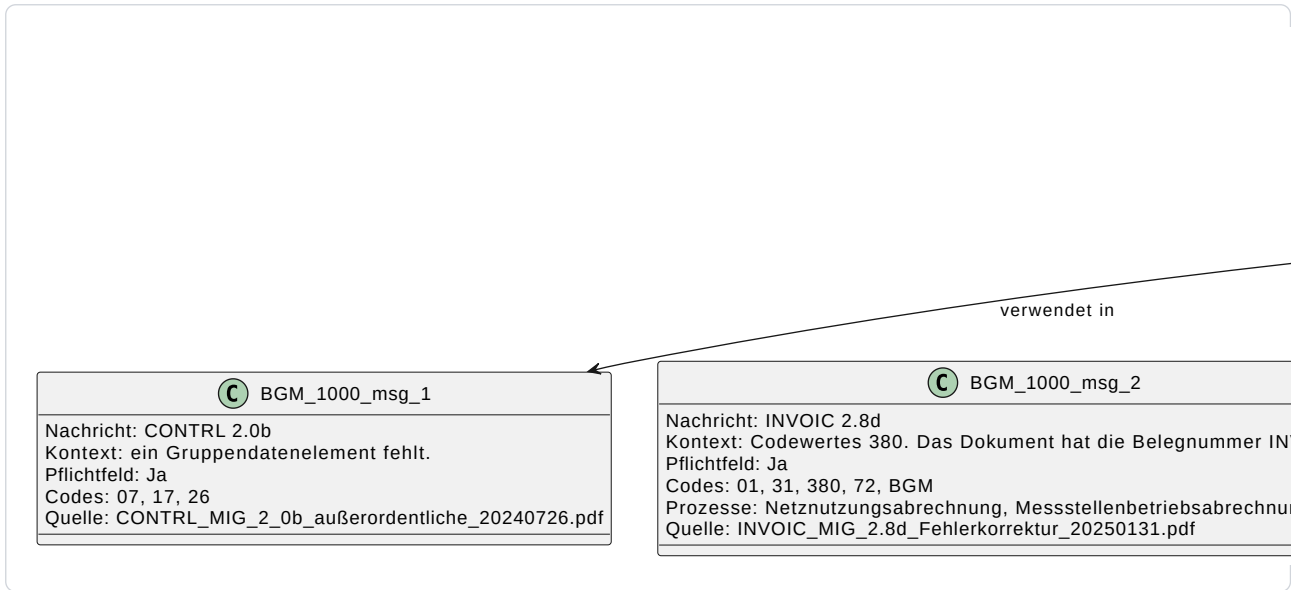 verwendet in
C BGM_1000_msg_1
Nachricht: CONTRL 2.0b
Kontext: ein Gruppendatenelement fehlt.
Pflichtfeld: Ja
Codes: 07, 17, 26
Quelle: CONTRL_MIG_2_0b_außerordentliche_20240726.pdf
C BGM_1000_msg_2
Nachricht: INVOIC 2.8d
Kontext: Codewertes 380. Das Dokument hat die Belegnummer
Pflichtfeld: Ja
Codes: 01, 31, 380, 72, BGM
Prozesse: Netznutzungsabrechnung,
Quelle: INVOIC_MIG_2.8d_Fehlerkorrektur_20250131.pdf